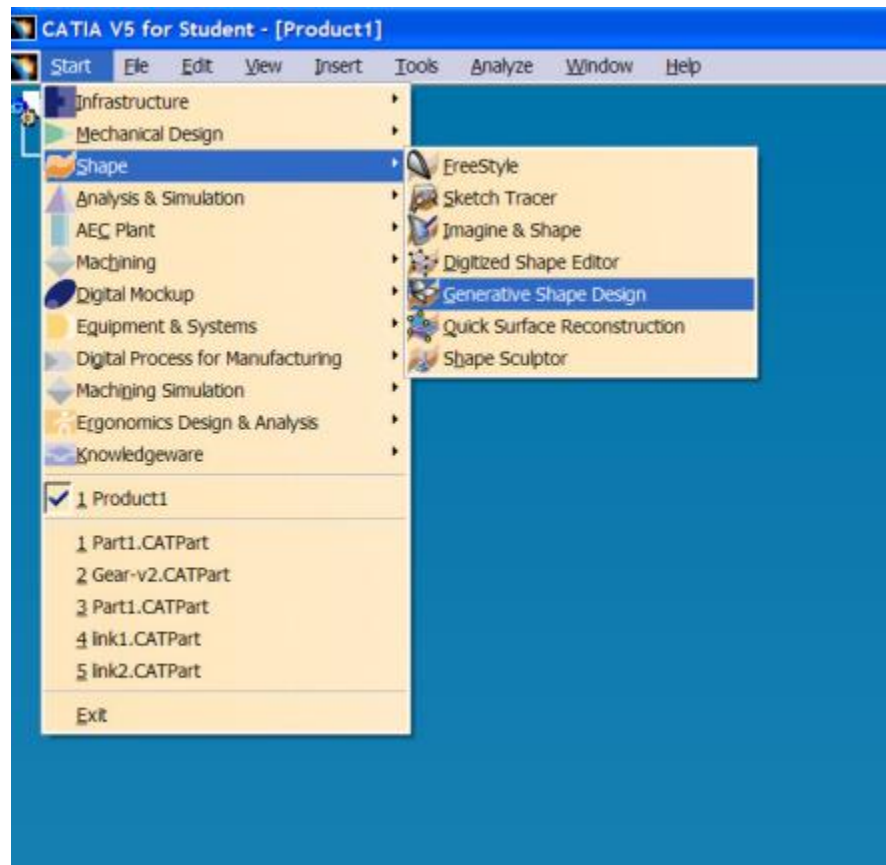 CATIA V5 for Student - [Product1]
Start File Edit View Insert Tools Analyze Window Help
Infrastructure
Mechanical Design
Shape
Analysis & Simulation
AEC Plant
Machining
Digital Mockup
Equipment & Systems
Digital Process for Manufacturing
Machining Simulation
Ergonomics Design & Analysis
Knowledgeware
1 Product1
1 Part1.CATPart
2 Gear-v2.CATPart
3 Part1.CATPart
4 link1.CATPart
5 link2.CATPart
Exit
FreeStyle
Sketch Tracer
Imagine & Shape
Digitized Shape Editor
Generative Shape Design
Quick Surface Reconstruction
Shape Sculptor